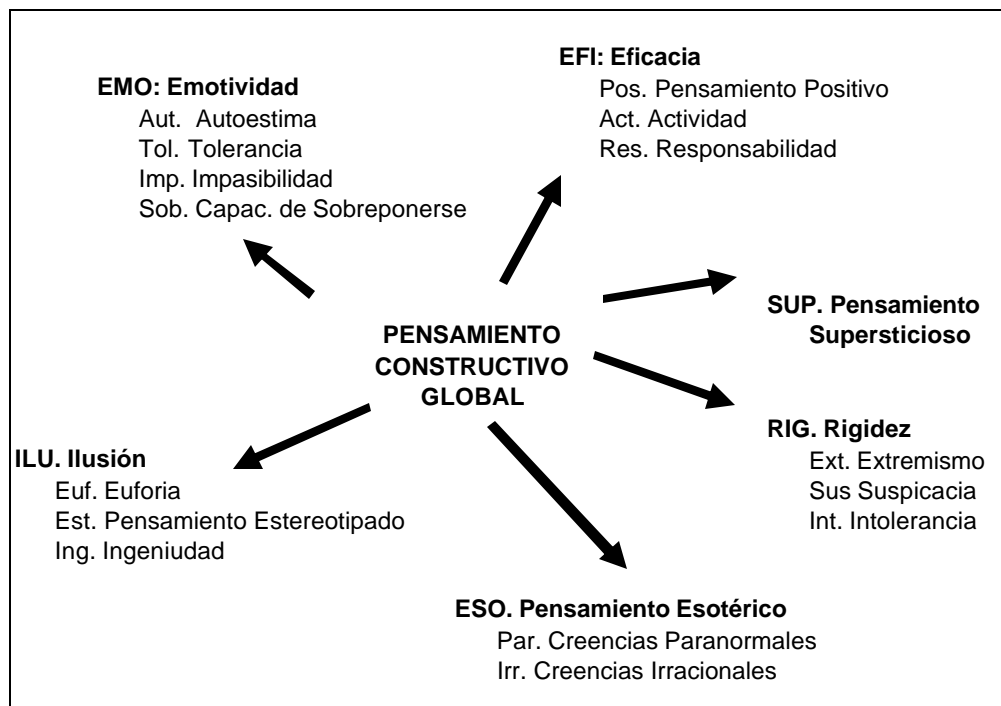 EFI: Eficacia
Pos. Pensamiento Positivo
Act. Actividad
Res. Responsabilidad
EMO: Emotividad
Aut. Autoestima
Tol. Tolerancia
Imp. Impasibilidad
Sob. Capac. de Sobreponerse
SUP. Pensamiento
Supersticioso
PENSAMIENTO
CONSTRUCTIVO
GLOBAL
RIG. Rigidez
Ext. Extremismo
Sus Suspicacia
Int. Intolerancia
ILU. Ilusión
Euf. Euforia
Est. Pensamiento Estereotipado
Ing. Ingeniudad
ESO. Pensamiento Esotérico
Par. Creencias Paranormales
Irr. Creencias Irracionales